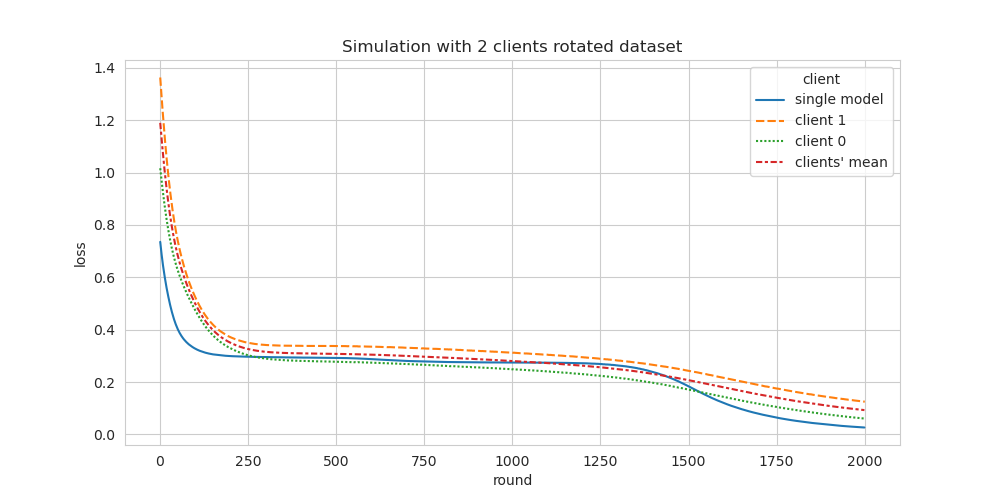 Simulation with 2 clients rotated dataset
client
single model
client 1
client 0
clients' mean
loss
1.4
1.2
1.0
0.8
0.6
0.4
0.2
0.0
0 250 500 750 1000 1250 1500 1750 2000
round